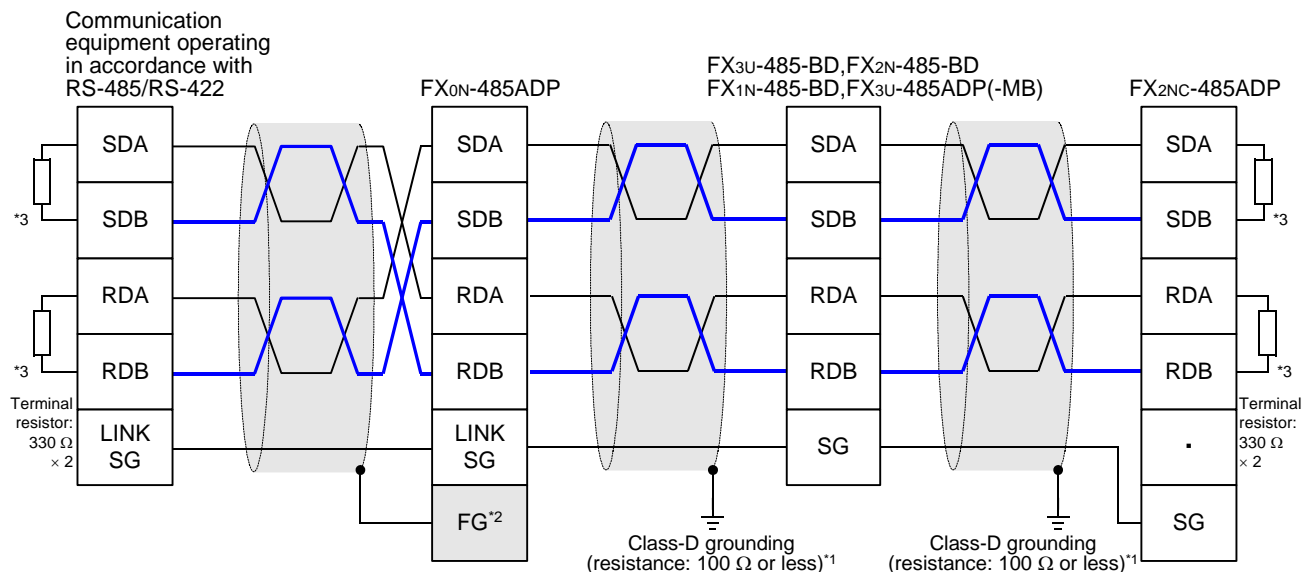 Communication
equipment operating
in accordance with
RS-485/RS-422
FX0N-485ADP
FX3U-485-BD,FX2N-485-BD
FX1N-485-BD,FX3U-485ADP(-MB)
FX2NC-485ADP
SDA
SDB
RDA
RDB
LINK
SG
*3
*3
Terminal
resistor:
330 Ω
× 2
SDA
SDB
RDA
RDB
LINK
SG
FG*2
SDA
SDB
RDA
RDB
SG
Class-D grounding
(resistance: 100 Ω or less)*1
Class-D grounding
(resistance: 100 Ω or less)*1
SDA
SDB
RDA
RDB
.
SG
*3
*3
Terminal
resistor:
330 Ω
× 2